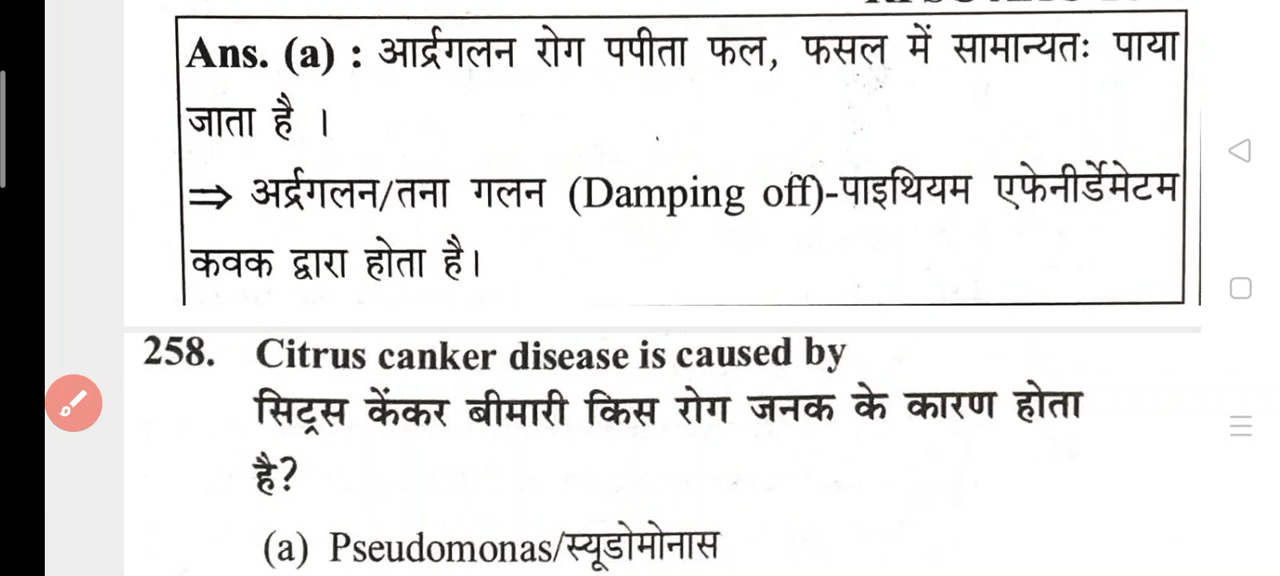 Ans. (a) : आर्द्रगलन रोग पपीता फल, फसल में सामान्यतः पाया
जाता है ।
⇒ अर्द्रगलन/तना गलन (Damping off)-पाइथियम एफेनीर्डेमेटम
कवक द्वारा होता है।
258. Citrus canker disease is caused by
सिट्रस केंकर बीमारी किस रोग जनक के कारण होता
है?
(a) Pseudomonas/स्यूडोमोनास